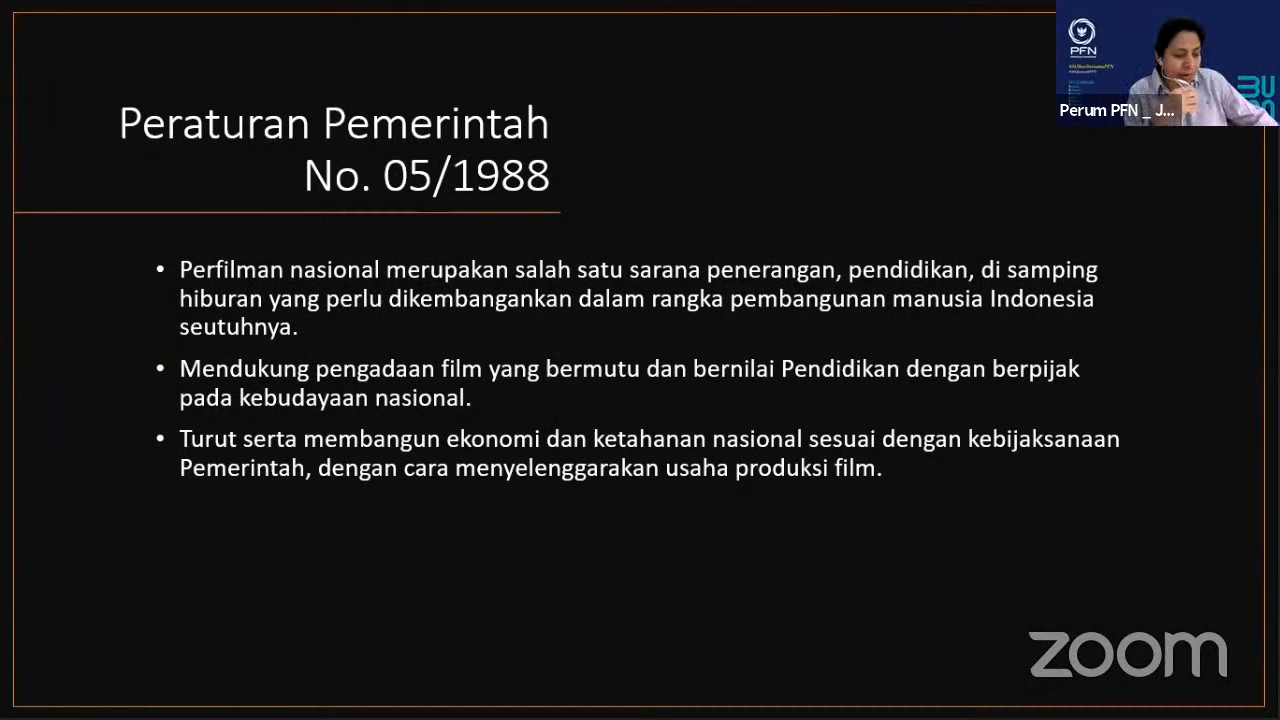 Peraturan Pemerintah
No. 05/1988
PFN
Perum PFN _ J...
• Perfilman nasional merupakan salah satu sarana penerangan, pendidikan, di samping
hiburan yang perlu dikembangankan dalam rangka pembangunan manusia Indonesia
seutuhnya.
• Mendukung pengadaan film yang bermutu dan bernilai Pendidikan dengan berpijak
pada kebudayaan nasional.
• Turut serta membangun ekonomi dan ketahanan nasional sesuai dengan kebijaksanaan
Pemerintah, dengan cara menyelenggarakan usaha produksi film.
zoom